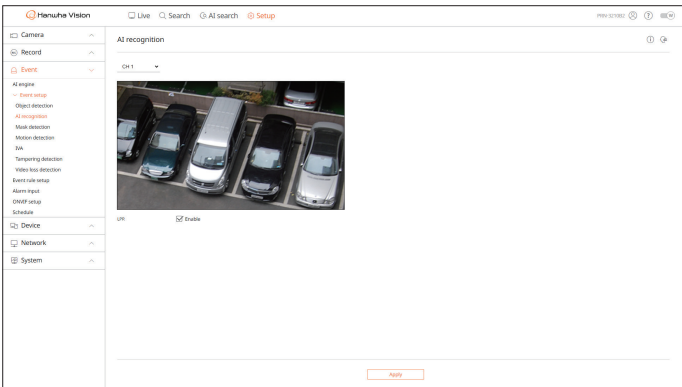 Hanwha Vision
Live Search AI search Setup
PRN-3210B2
Camera
AI recognition
Record
Event
CH 1
AI engine
Event setup
Object detection
AI recognition
Mask detection
Motion detection
IVA
Tampering detection
Video loss detection
Event rule setup
Alarm input
ONVIF setup
Schedule
LPR Enable
Device
Network
System
Apply